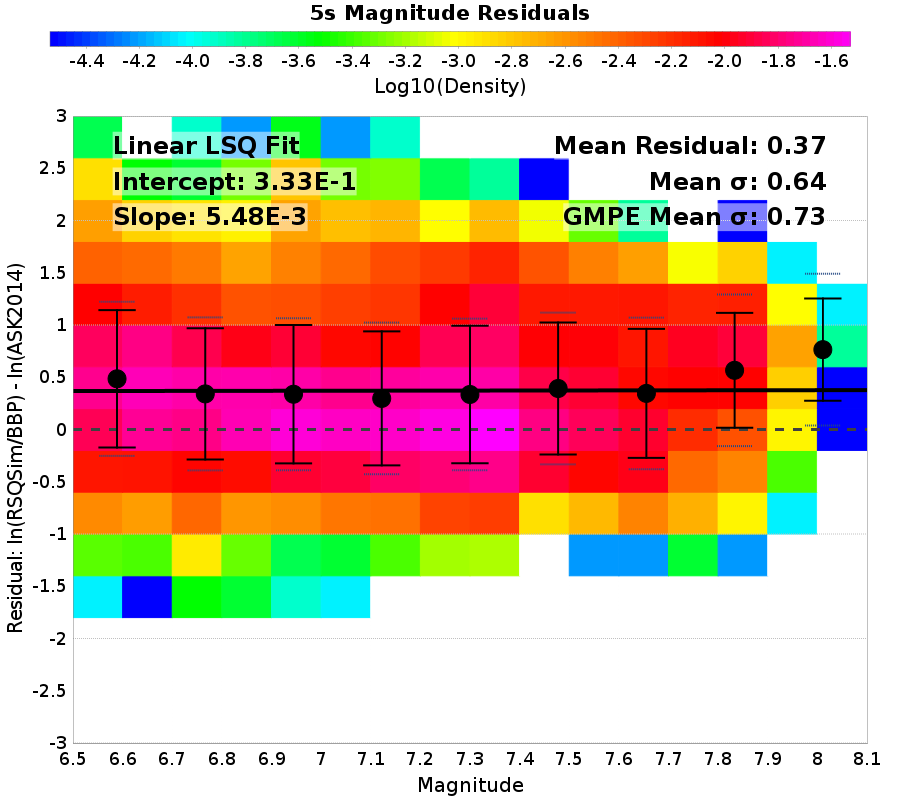 5s Magnitude Residuals
-4.4 -4.2 -4.0 -3.8 -3.6 -3.4 -3.2 -3.0 -2.8 -2.6 -2.4 -2.2 -2.0 -1.8 -1.6
Log10(Density)
Linear LSQ Fit
Intercept: 3.33E-1
Slope: 5.48E-3
Mean Residual: 0.37
Mean σ: 0.64
GMPE Mean σ: 0.73
Residual: ln(RSQSim/BBP) - ln(ASK2014)
3
2.5
2
1.5
1
0.5
0
-0.5
-1
-1.5
-2
-2.5
-3
6.5 6.6 6.7 6.8 6.9 7 7.1 7.2 7.3 7.4 7.5 7.6 7.7 7.8 7.9 8 8.1
Magnitude